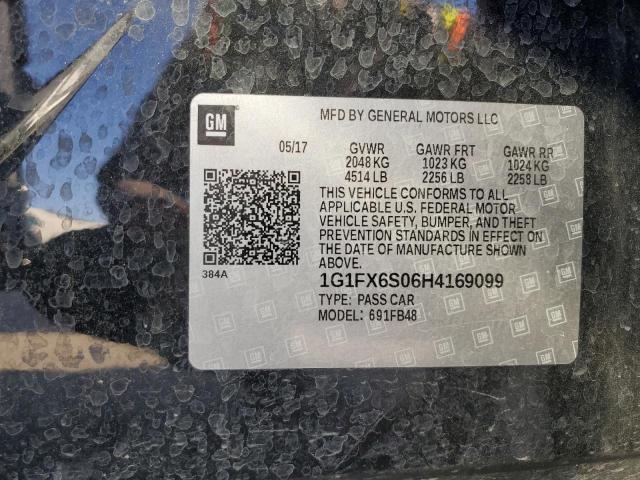 GM
MFD BY GENERAL MOTORS LLC
05/17 GVWR GAWR FRT GAWR RR
2048 KG 1023 KG 1024 KG
4514 LB 2256 LB 2258 LB
THIS VEHICLE CONFORMS TO ALL
APPLICABLE U.S. FEDERAL MOTOR
VEHICLE SAFETY, BUMPER, AND THEFT
PREVENTION STANDARDS IN EFFECT ON
THE DATE OF MANUFACTURE SHOWN
ABOVE.
384A
1G1FX6S06H4169099
TYPE: PASS CAR
MODEL: 691FB48